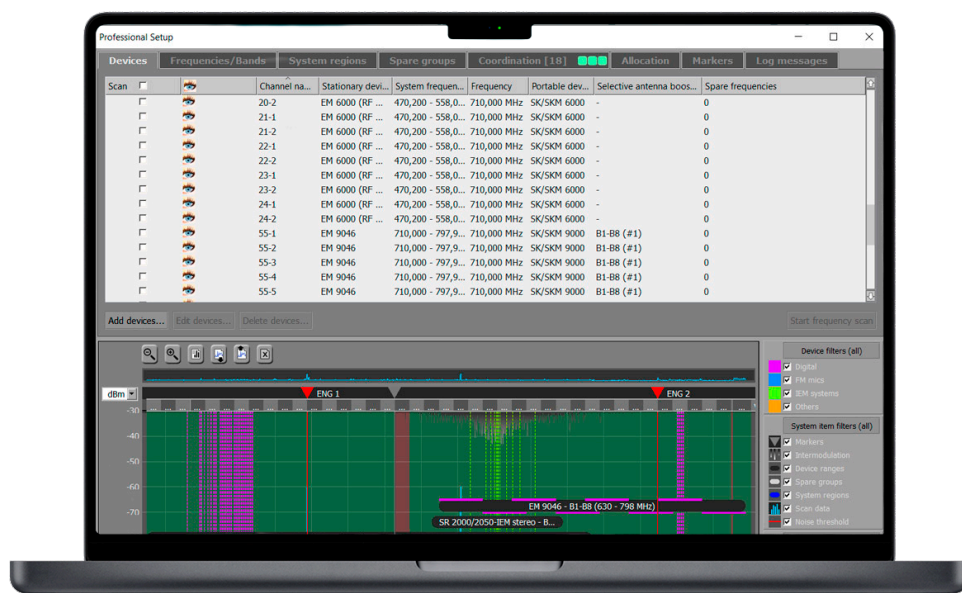 Professional Setup
Devices Frequencies/Bands System regions Spare groups Coordination [18] Allocation Markers Log messages
Scan Channel na... Stationary devi... System frequen... Frequency Portable dev... Selective antenna boos... Spare frequencies
20-2 EM 6000 (RF ... 470,200 - 558,0... 710,000 MHz SK/SKM 6000 - 0
21-1 EM 6000 (RF ... 470,200 - 558,0... 710,000 MHz SK/SKM 6000 - 0
21-2 EM 6000 (RF ... 470,200 - 558,0... 710,000 MHz SK/SKM 6000 - 0
22-1 EM 6000 (RF ... 470,200 - 558,0... 710,000 MHz SK/SKM 6000 - 0
22-2 EM 6000 (RF ... 470,200 - 558,0... 710,000 MHz SK/SKM 6000 - 0
23-1 EM 6000 (RF ... 470,200 - 558,0... 710,000 MHz SK/SKM 6000 - 0
23-2 EM 6000 (RF ... 470,200 - 558,0... 710,000 MHz SK/SKM 6000 - 0
24-1 EM 6000 (RF ... 470,200 - 558,0... 710,000 MHz SK/SKM 6000 - 0
24-2 EM 6000 (RF ... 470,200 - 558,0... 710,000 MHz SK/SKM 6000 - 0
55-1 EM 9046 710,000 - 797,9... 710,000 MHz SK/SKM 9000 B1-B8 (#1) 0
55-2 EM 9046 710,000 - 797,9... 710,000 MHz SK/SKM 9000 B1-B8 (#1) 0
55-3 EM 9046 710,000 - 797,9... 710,000 MHz SK/SKM 9000 B1-B8 (#1) 0
55-4 EM 9046 710,000 - 797,9... 710,000 MHz SK/SKM 9000 B1-B8 (#1) 0
55-5 EM 9046 710,000 - 797,9... 710,000 MHz SK/SKM 9000 B1-B8 (#1) 0
Add devices... Edit devices... Delete devices... Start frequency scan
Device filters (all)
Digital
FM mics
IEM systems
Others
System item filters (all)
Markers
Intermodulation
Device ranges
Spare groups
System regions
Scan data
Noise threshold
dBm ENG 1 ENG 2
-30
-40
-50
-60
-70
EM 9046 - B1-B8 (630 - 798 MHz)
SR 2000/2050-IEM stereo - B...